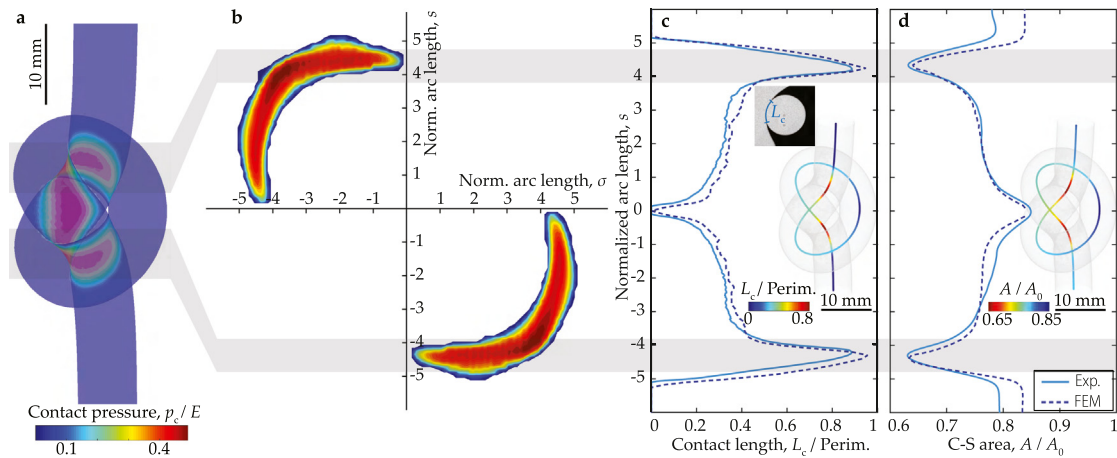 a
10 mm
Contact pressure, p_c / E
0.1 0.4
b
Norm. arc length, s
5
4
3
2
1
Norm. arc length, σ
-5 -4 -3 -2 -1 1 2 3 4 5
-1
-2
-3
-4
-5
c
Normalized arc length, s
5
4
3
2
1
0
-1
-2
-3
-4
-5
L_c
L_c / Perim.
0 0.8
10 mm
0 0.2 0.4 0.6 0.8 1
Contact length, L_c / Perim.
d
A / A_0
0.65 0.85
10 mm
Exp.
FEM
0.6 0.7 0.8 0.9 1
C-S area, A / A_0